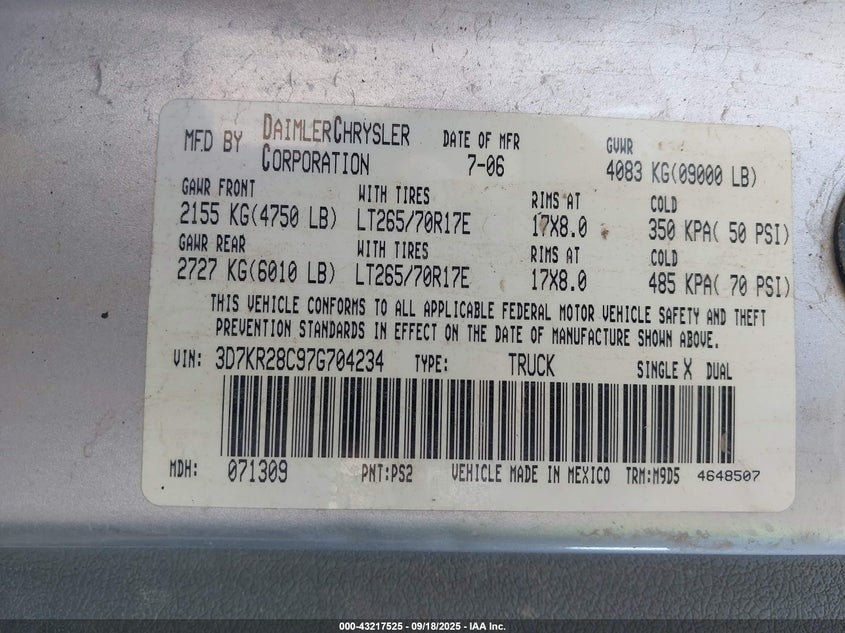 MFD BY DAIMLERCHRYSLER CORPORATION DATE OF MFR 7-06 GVWR 4083 KG(09000 LB)
GAWR FRONT WITH TIRES RIMS AT COLD
2155 KG(4750 LB) LT265/70R17E 17X8.0 350 KPA( 50 PSI)
GAWR REAR WITH TIRES RIMS AT COLD
2727 KG(6010 LB) LT265/70R17E 17X8.0 485 KPA( 70 PSI)
THIS VEHICLE CONFORMS TO ALL APPLICABLE FEDERAL MOTOR VEHICLE SAFETY AND THEFT
PREVENTION STANDARDS IN EFFECT ON THE DATE OF MANUFACTURE SHOWN ABOVE.
VIN: 3D7KR28C97G704234 TYPE: TRUCK SINGLE X DUAL
MDH: 071309 PNT:PS2 VEHICLE MADE IN MEXICO TRM:M9D5 4648507
000-43217525 - 09/18/2025 - IAA Inc.